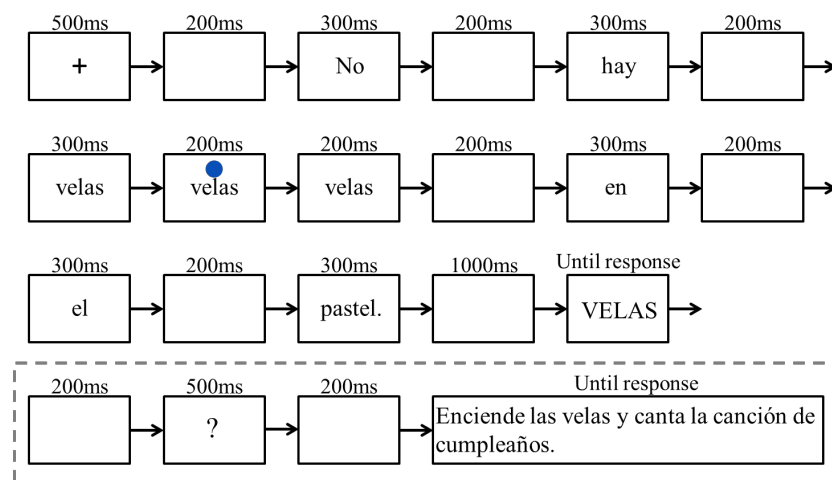 500ms 200ms 300ms 200ms 300ms 200ms
+ No hay
300ms 200ms 200ms 200ms 300ms 200ms
velas velas velas en
300ms 200ms 300ms 1000ms Until response
el pastel. VELAS
200ms 500ms 200ms Until response
? Enciende las velas y canta la canción de
cumpleaños.